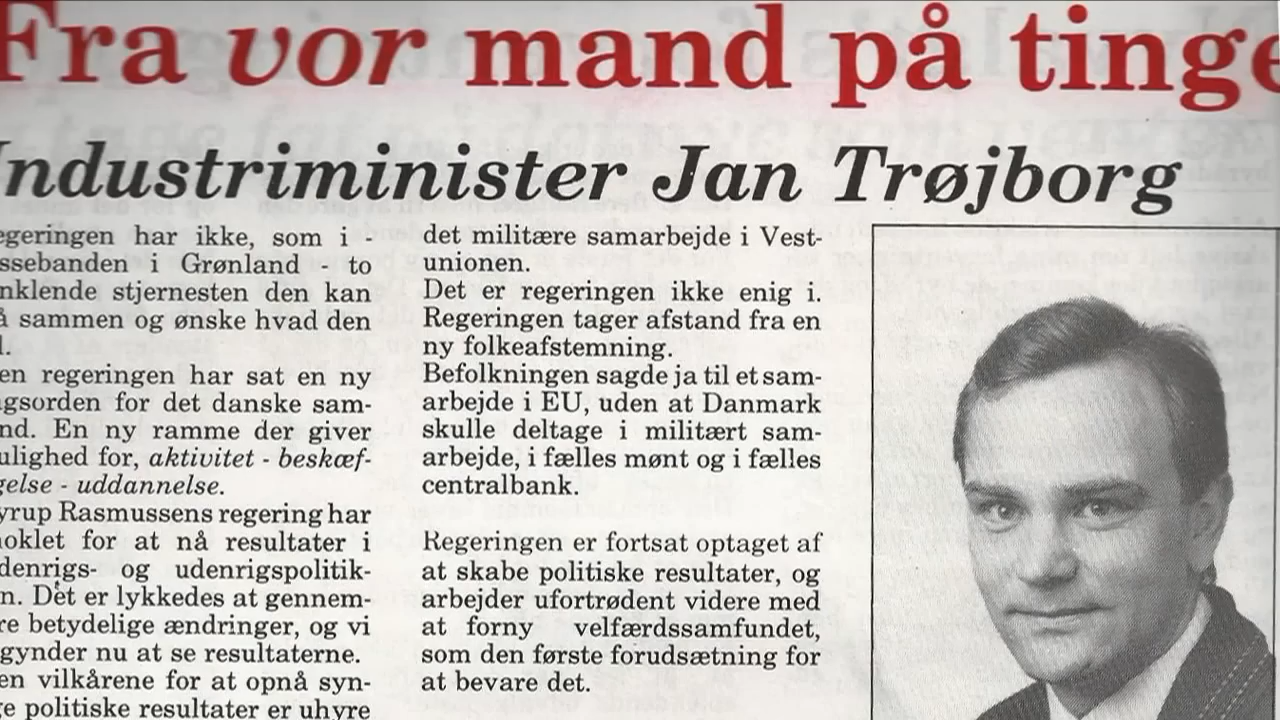 Fra vor mand på tinge
Industriminister Jan Trøjborg
egeringen har ikke, som i -
ssebanden i Grønland - to
nklende stjernesten den kan
å sammen og ønske hvad den
l.
en regeringen har sat en ny
agsorden for det danske sam-
nd. En ny ramme der giver
ulighed for, aktivitet - beskæf-
gelse - uddannelse.
yrup Rasmussens regering har
oklet for at nå resultater i
denrigs- og udenrigspolitik-
n. Det er lykkedes at gennem-
re betydelige ændringer, og vi
gynder nu at se resultaterne.
en vilkårene for at opnå syn-
ge politiske resultater er uhyre
det militære samarbejde i Vest-
unionen.
Det er regeringen ikke enig i.
Regeringen tager afstand fra en
ny folkeafstemning.
Befolkningen sagde ja til et sam-
arbejde i EU, uden at Danmark
skulle deltage i militært sam-
arbejde, i fælles mønt og i fælles
centralbank.
Regeringen er fortsat optaget af
at skabe politiske resultater, og
arbejder ufortrødent videre med
at forny velfærdssamfundet,
som den første forudsætning for
at bevare det.